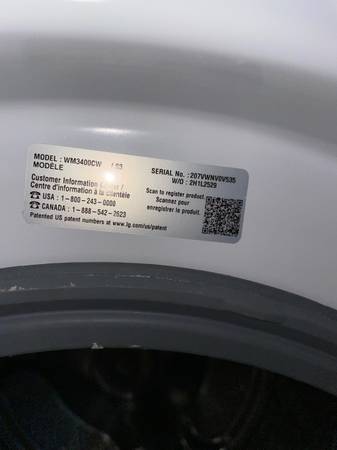 MODEL : WM3400CW / 03
MODÈLE
Customer Information /
Centre d'information à la clientèle
USA : 1-800-243-0000
CANADA : 1-888-542-2623
Patented US patent numbers at www.lg.com/us/patent
SERIAL No. : 207VWNV0V535
W/O : 2H1L2529
Scan to register product
Scannez pour
enregistrer le produit